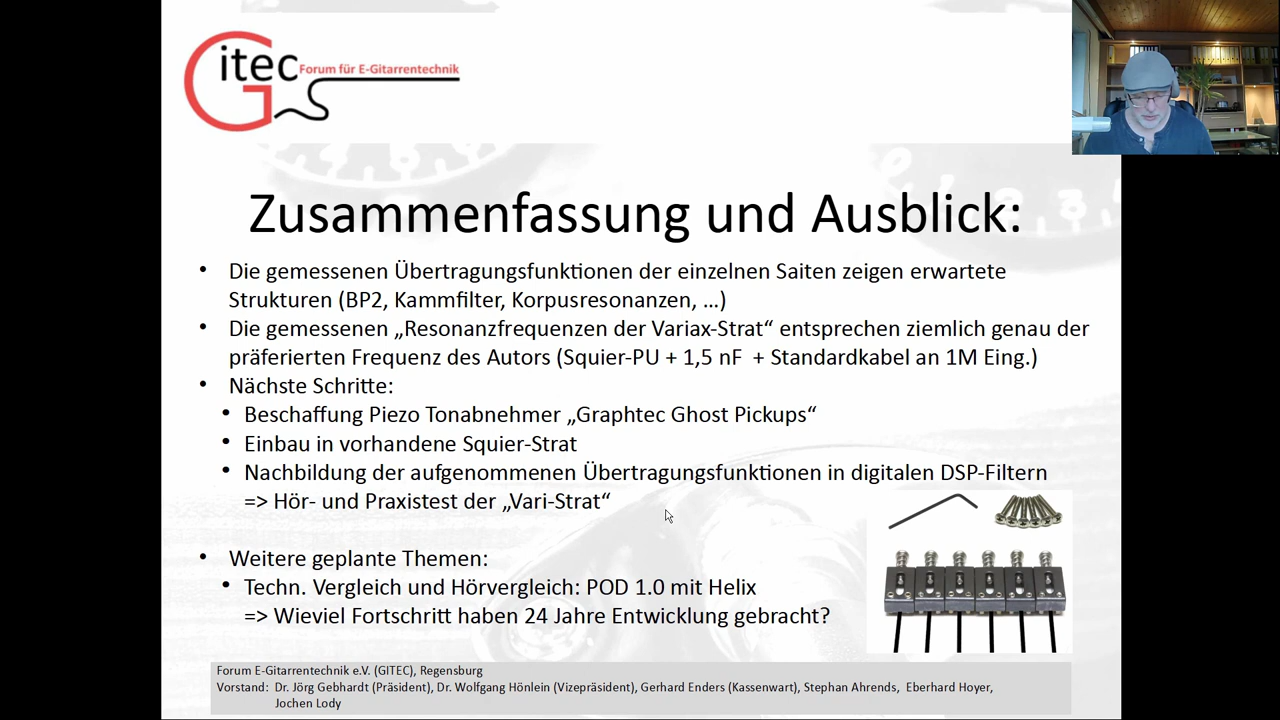 Gitec Forum für E-Gitarrentechnik
Zusammenfassung und Ausblick:
• Die gemessenen Übertragungsfunktionen der einzelnen Saiten zeigen erwartete
Strukturen (BP2, Kammfilter, Korpusresonanzen, …)
• Die gemessenen „Resonanzfrequenzen der Variax-Strat“ entsprechen ziemlich genau der
präferierten Frequenz des Autors (Squier-PU + 1,5 nF + Standardkabel an 1M Eing.)
• Nächste Schritte:
• Beschaffung Piezo Tonabnehmer „Graphtec Ghost Pickups“
• Einbau in vorhandene Squier-Strat
• Nachbildung der aufgenommenen Übertragungsfunktionen in digitalen DSP-Filtern
=> Hör- und Praxistest der „Vari-Strat“
• Weitere geplante Themen:
• Techn. Vergleich und Hörvergleich: POD 1.0 mit Helix
=> Wieviel Fortschritt haben 24 Jahre Entwicklung gebracht?
Forum E-Gitarrentechnik e.V. (GITEC), Regensburg
Vorstand: Dr. Jörg Gebhardt (Präsident), Dr. Wolfgang Hönlein (Vizepräsident), Gerhard Enders (Kassenwart), Stephan Ahrends, Eberhard Hoyer,
Jochen Lody